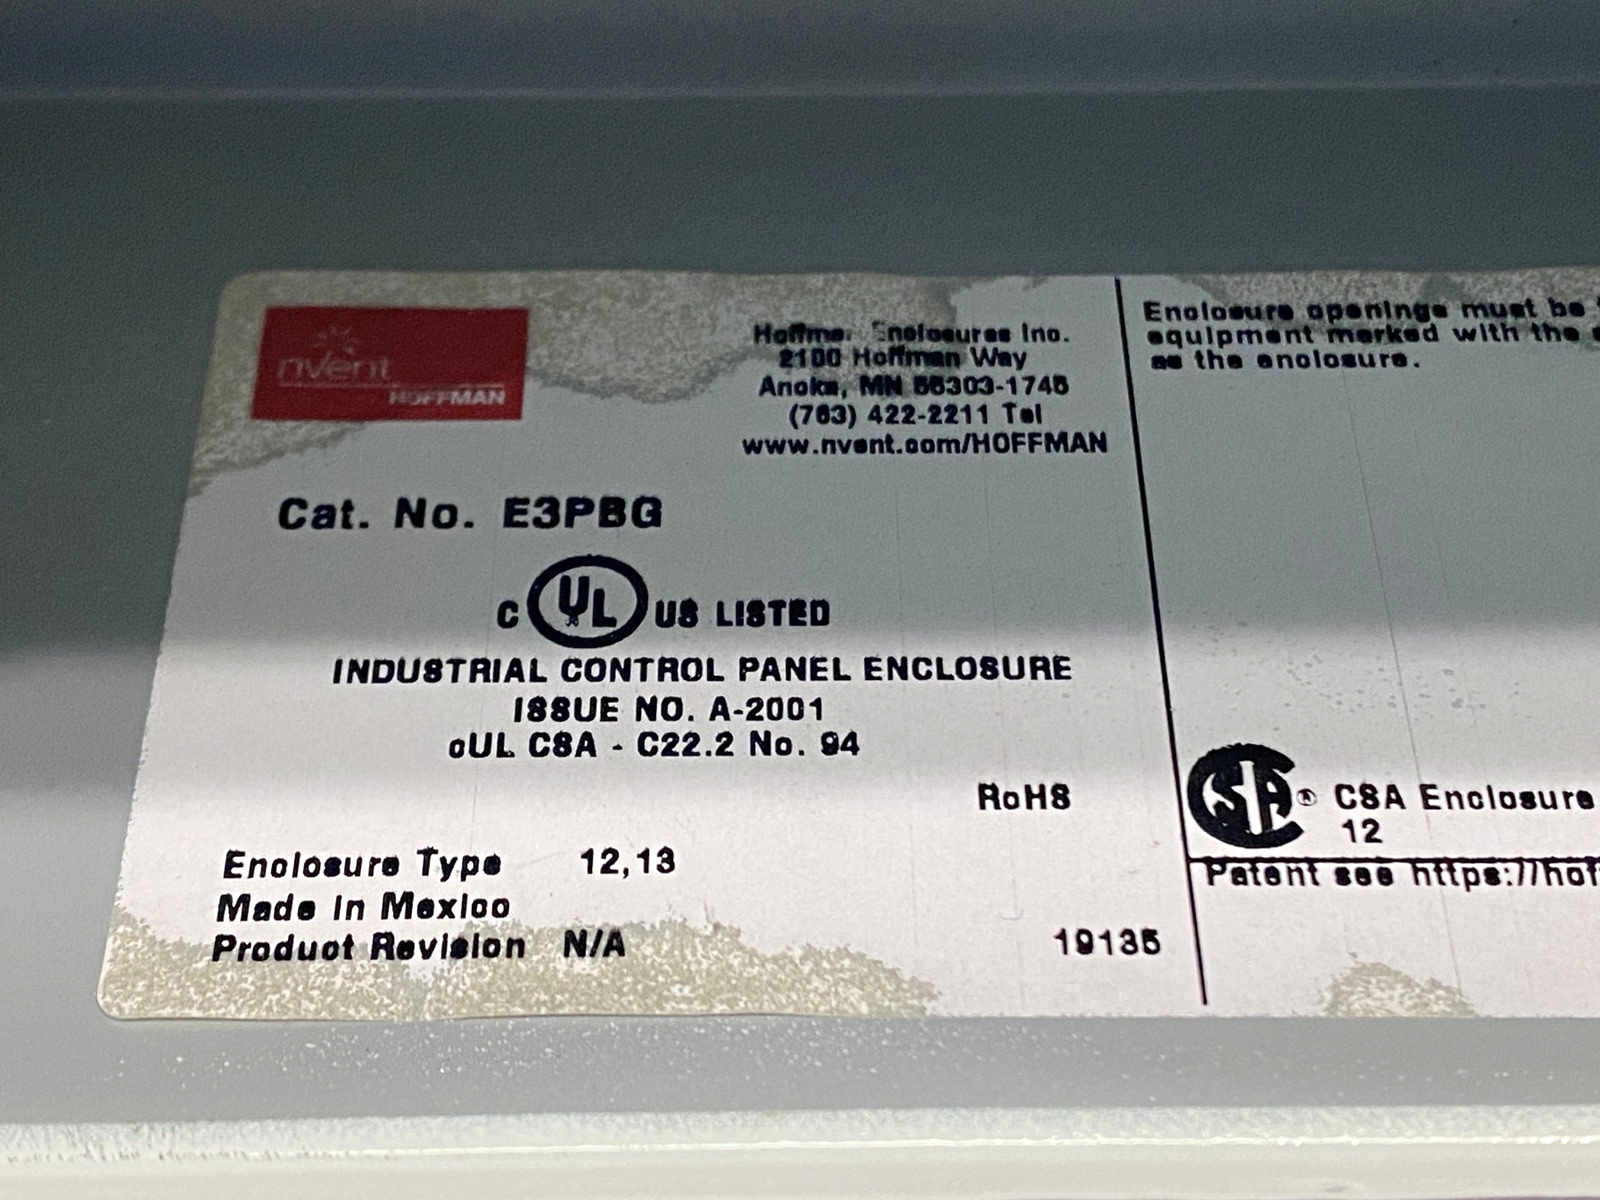 nvent
HOFFMAN
Hoffman Enclosures Inc.
2100 Hoffman Way
Anoka, MN 55303-1745
(763) 422-2211 Tel
www.nvent.com/HOFFMAN
Cat. No. E3PBG
C UL US LISTED
INDUSTRIAL CONTROL PANEL ENCLOSURE
ISSUE NO. A-2001
cUL CSA - C22.2 No. 94
RoHS
Enclosure Type 12,13
Made in Mexico
Product Revision N/A
19135
Enclosure openings must be
equipment marked with the
as the enclosure.
CSA ® CSA Enclosure
12
Patent see https://hof